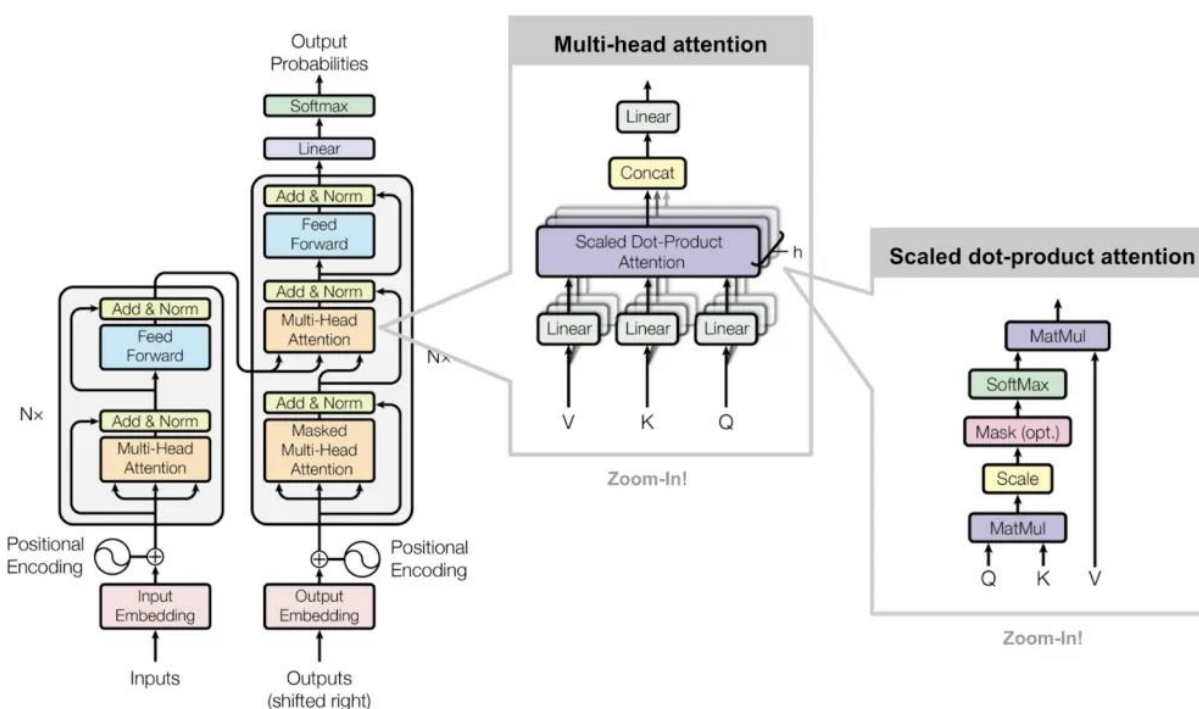 Output
Probabilities
Softmax
Linear
Add & Norm
Feed
Forward
Add & Norm
Multi-Head
Attention
Nx
Add & Norm
Masked
Multi-Head
Attention
Add & Norm
Feed
Forward
Nx
Add & Norm
Multi-Head
Attention
Positional
Encoding
Positional
Encoding
Input
Embedding
Output
Embedding
Inputs
Outputs
(shifted right)
Multi-head attention
Linear
Concat
Scaled Dot-Product
Attention
h
Linear
Linear
Linear
V
K
Q
Zoom-In!
Scaled dot-product attention
MatMul
SoftMax
Mask (opt.)
Scale
MatMul
Q
K
V
Zoom-In!